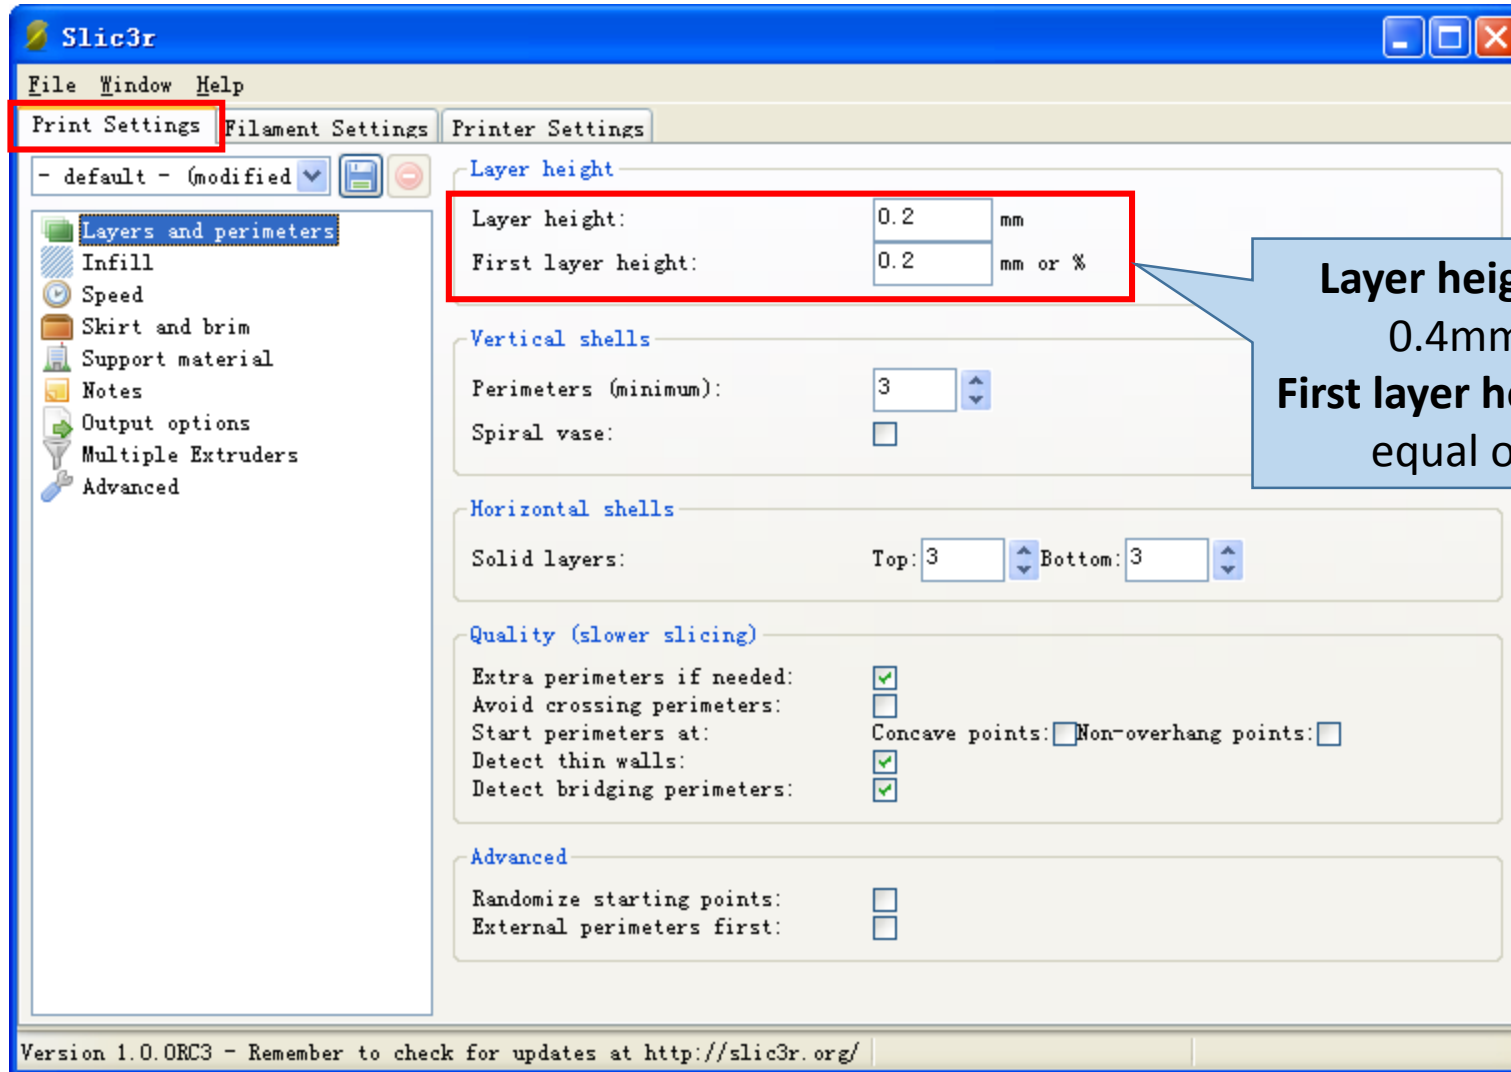 Slic3r
File Window Help
Print Settings Filament Settings Printer Settings
- default - (modified
Layers and perimeters
Infill
Speed
Skirt and brim
Support material
Notes
Output options
Multiple Extruders
Advanced
Layer height
Layer height: 0.2 mm
First layer height: 0.2 mm or %
Vertical shells
Perimeters (minimum): 3
Spiral vase:
Horizontal shells
Solid layers: Top: 3 Bottom: 3
Quality (slower slicing)
Extra perimeters if needed:
Avoid crossing perimeters:
Start perimeters at: Concave points: Non-overhang points:
Detect thin walls:
Detect bridging perimeters:
Advanced
Randomize starting points:
External perimeters first:
Layer
0.4mm
First layer
equal
Version 1.0.0RC3 - Remember to check for updates at http://slic3r.org/